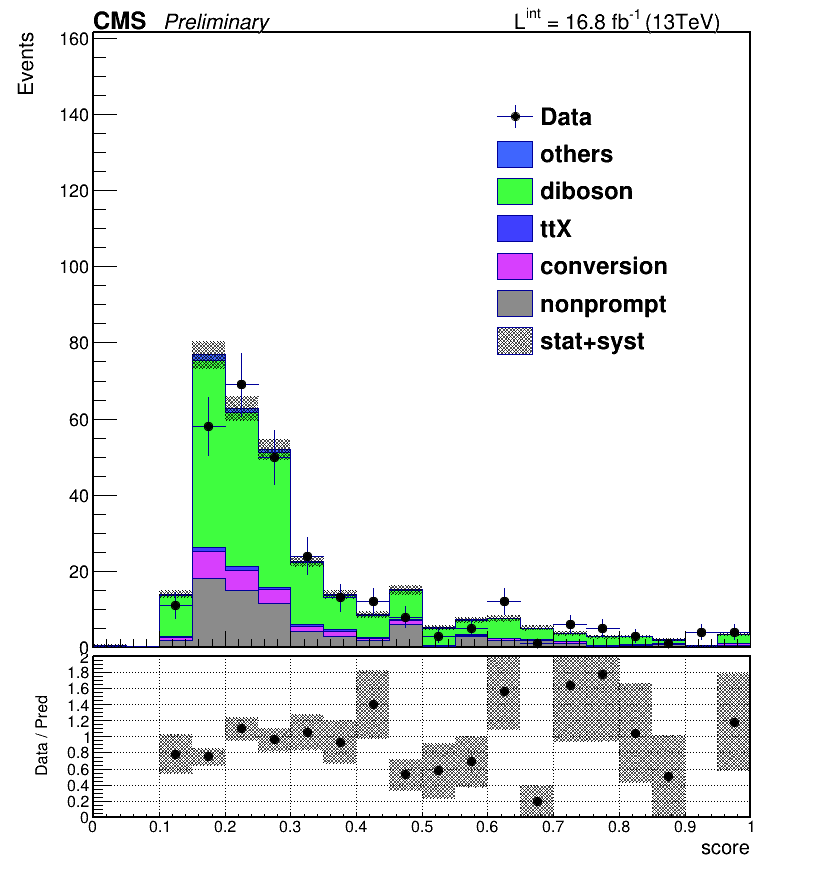 CMS Preliminary L^int = 16.8 fb^-1 (13TeV)
Events
160
140
120
100
80
60
40
20
0
Data
others
diboson
ttX
conversion
nonprompt
stat+syst
Data / Pred
2
1.8
1.6
1.4
1.2
1
0.8
0.6
0.4
0.2
0
0 0.1 0.2 0.3 0.4 0.5 0.6 0.7 0.8 0.9 1
score